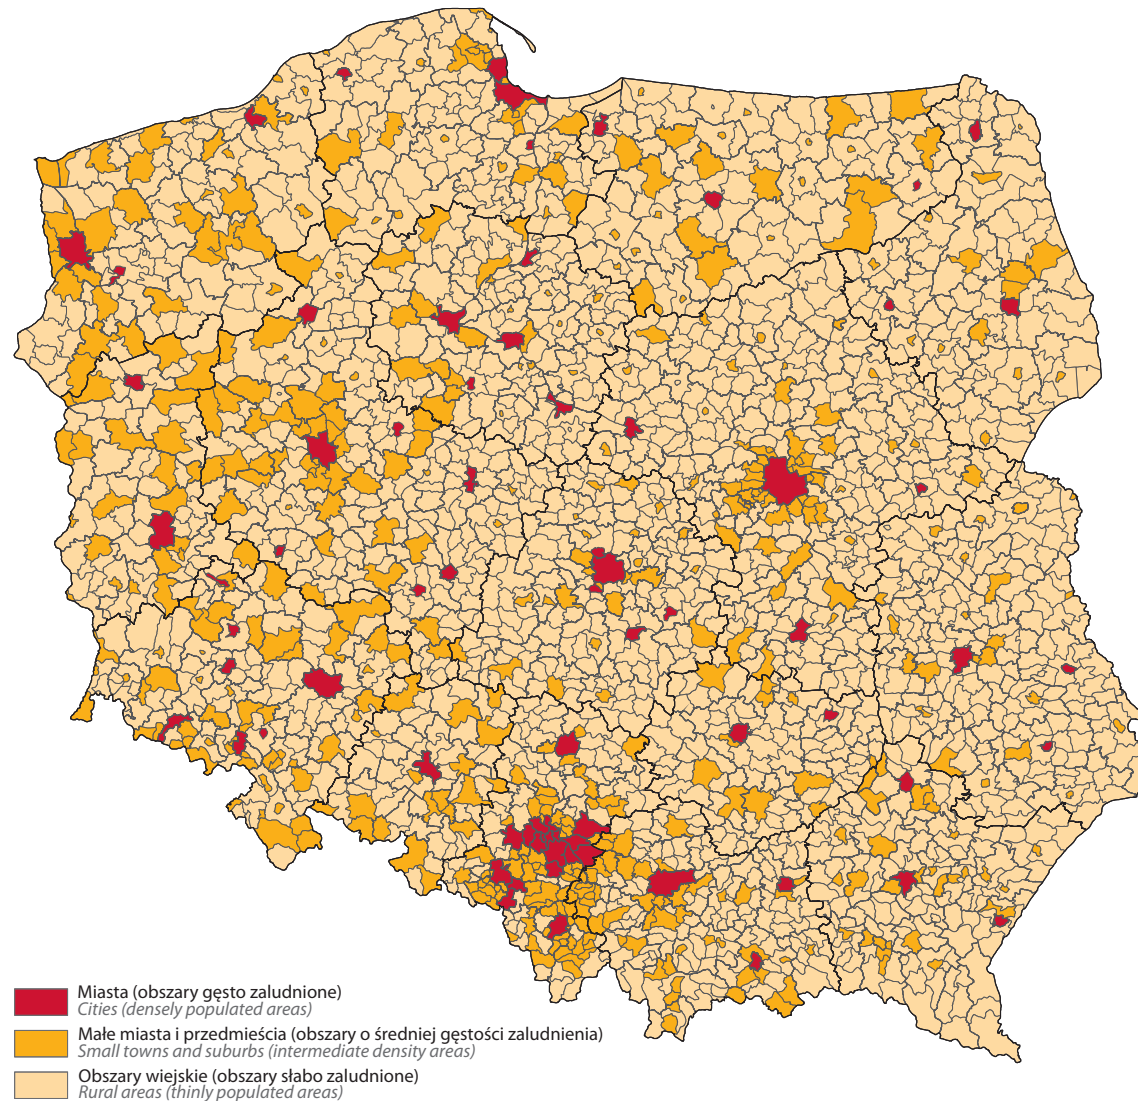 Miasta (obszary gęsto zaludnione)
Cities (densely populated areas)
Małe miasta i przedmieścia (obszary o średniej gęstości zaludnienia)
Small towns and suburbs (intermediate density areas)
Obszary wiejskie (obszary słabo zaludnione)
Rural areas (thinly populated areas)